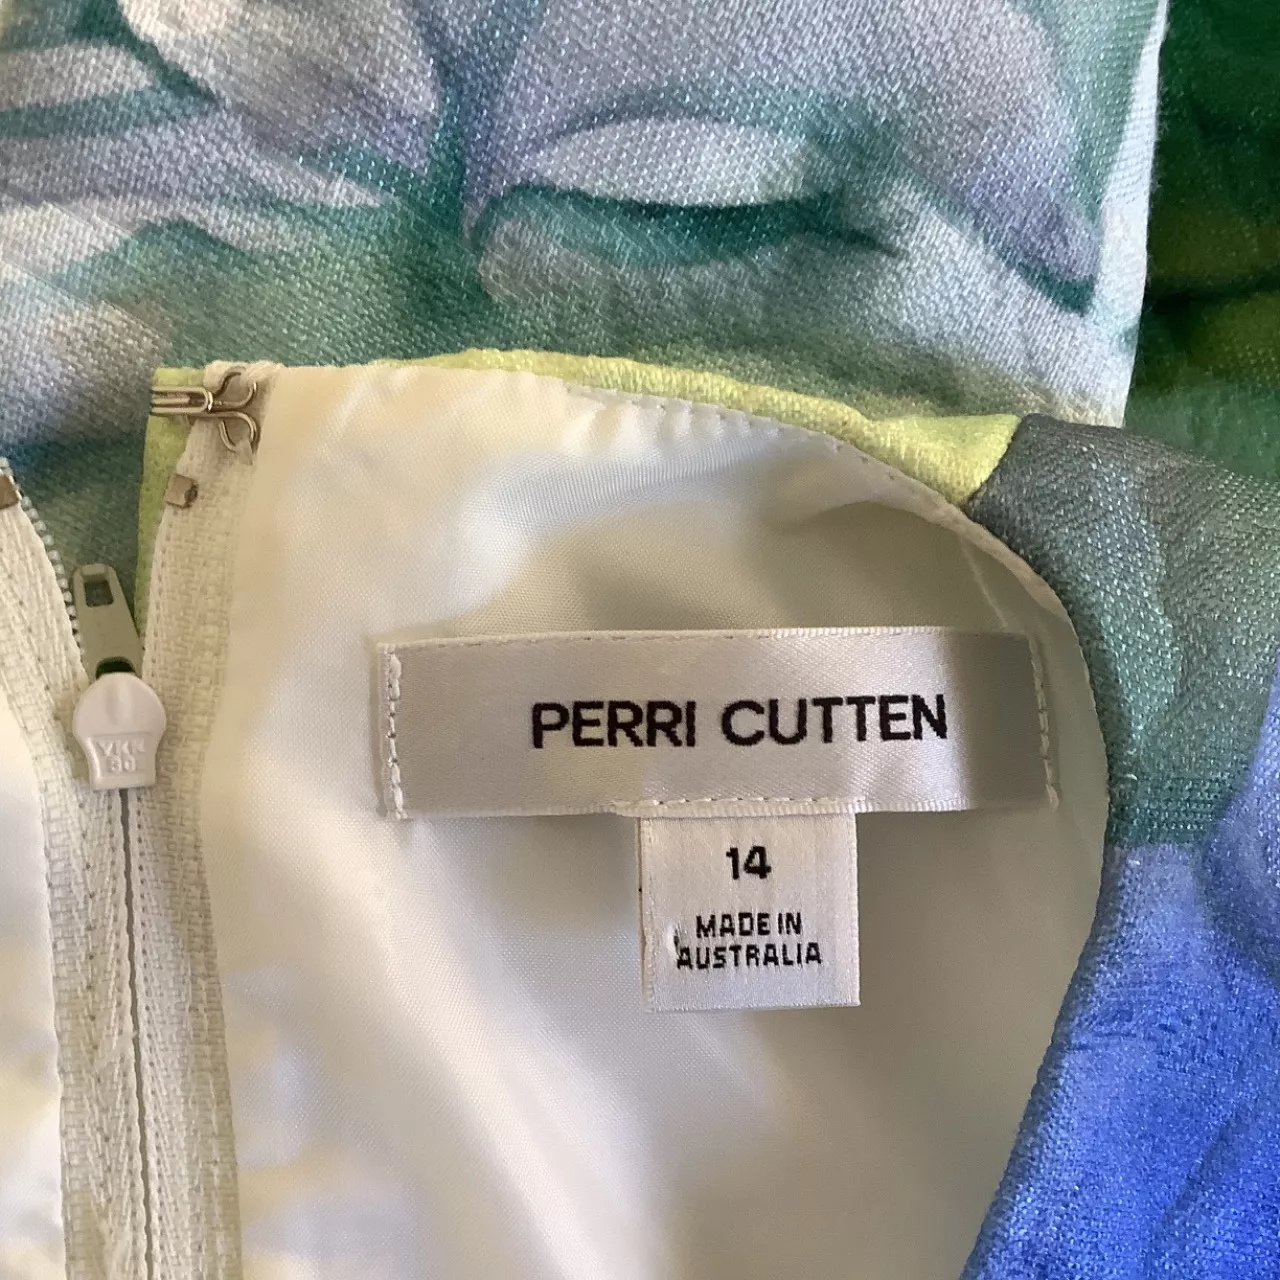 PERRI CUTTEN
14
MADE IN
AUSTRALIA